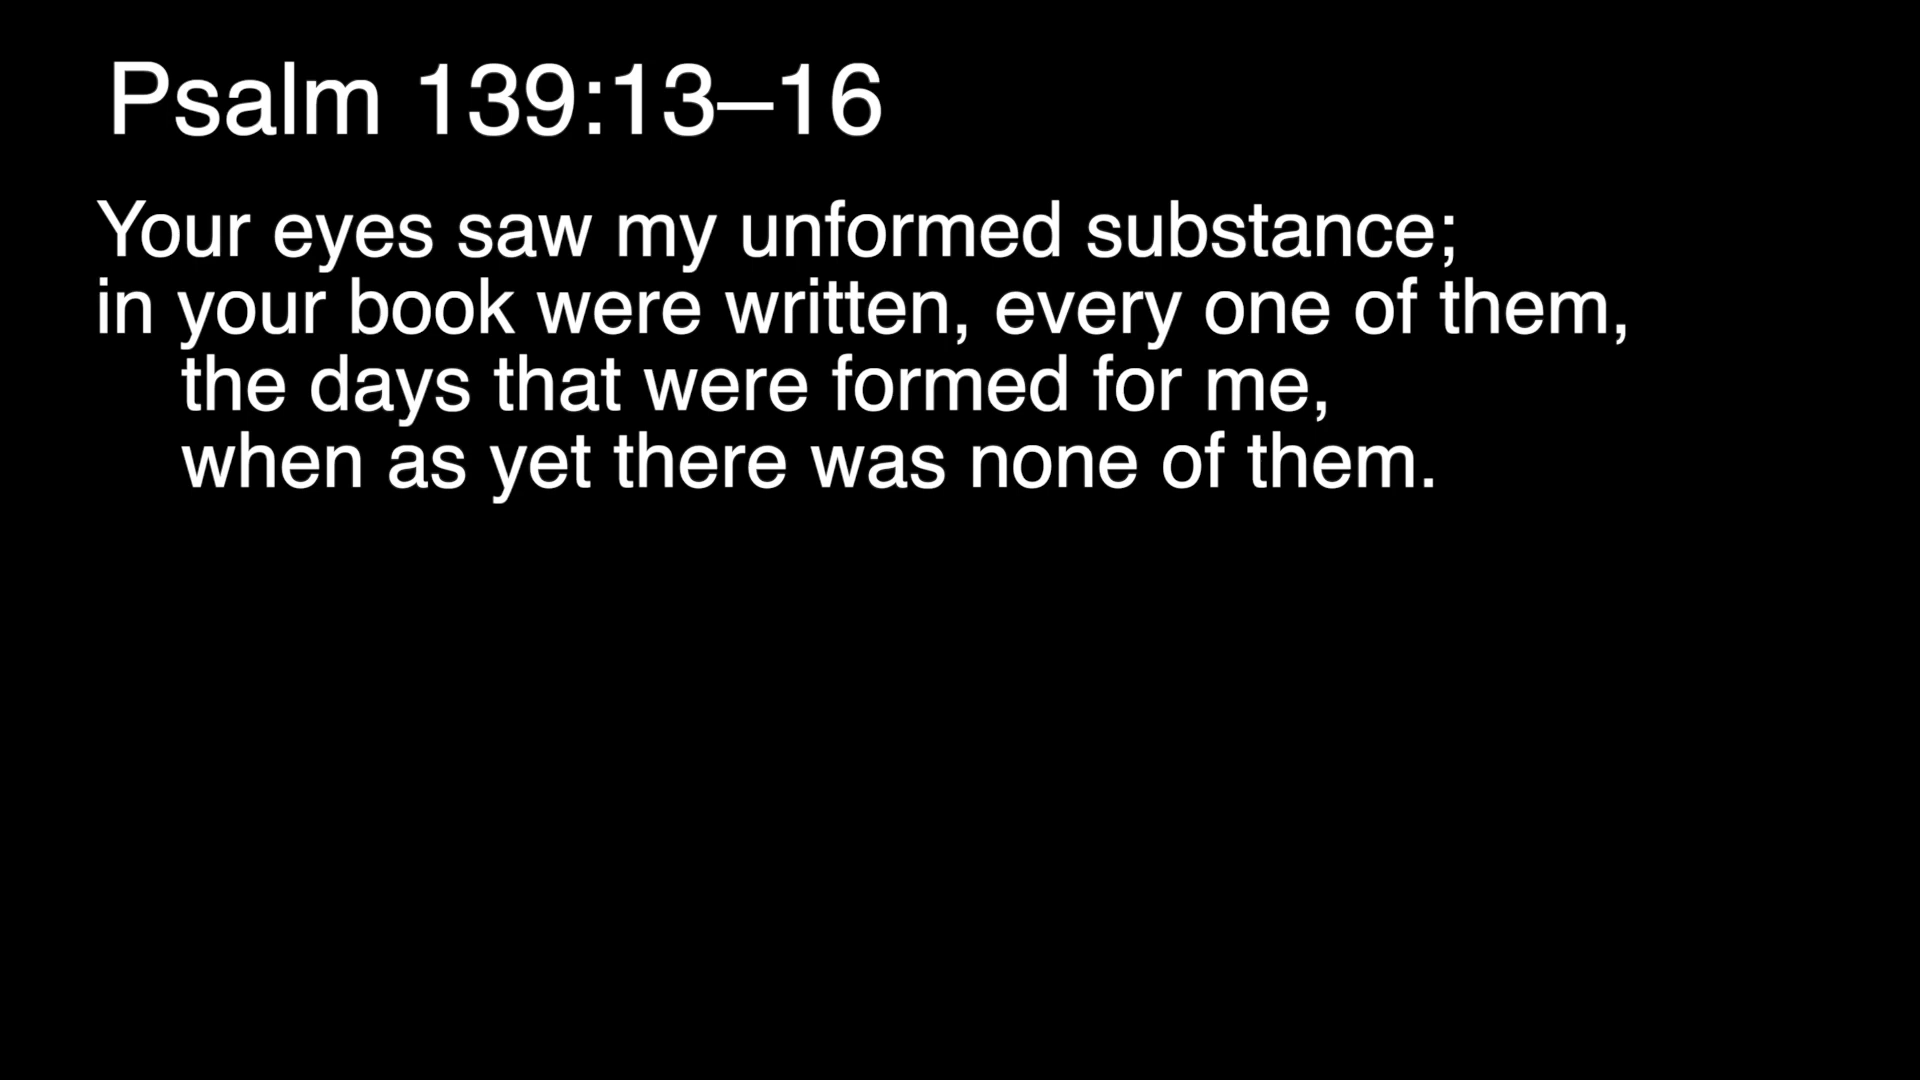 Psalm 139:13–16
Your eyes saw my unformed substance;
in your book were written, every one of them,
the days that were formed for me,
when as yet there was none of them.